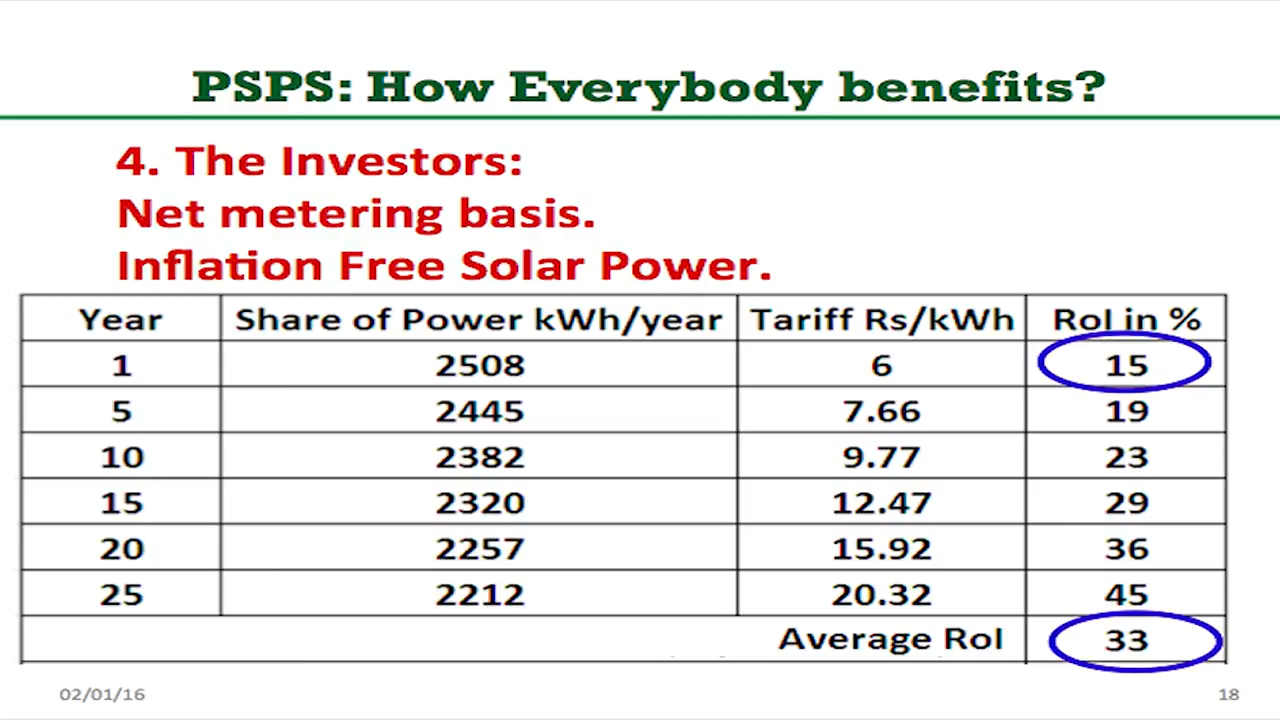 PSPS: How Everybody benefits?
4. The Investors:
Net metering basis.
Inflation Free Solar Power.
Year Share of Power kWh/year Tariff Rs/kWh RoI in %
1 2508 6 15
5 2445 7.66 19
10 2382 9.77 23
15 2320 12.47 29
20 2257 15.92 36
25 2212 20.32 45
Average RoI 33
02/01/16 18